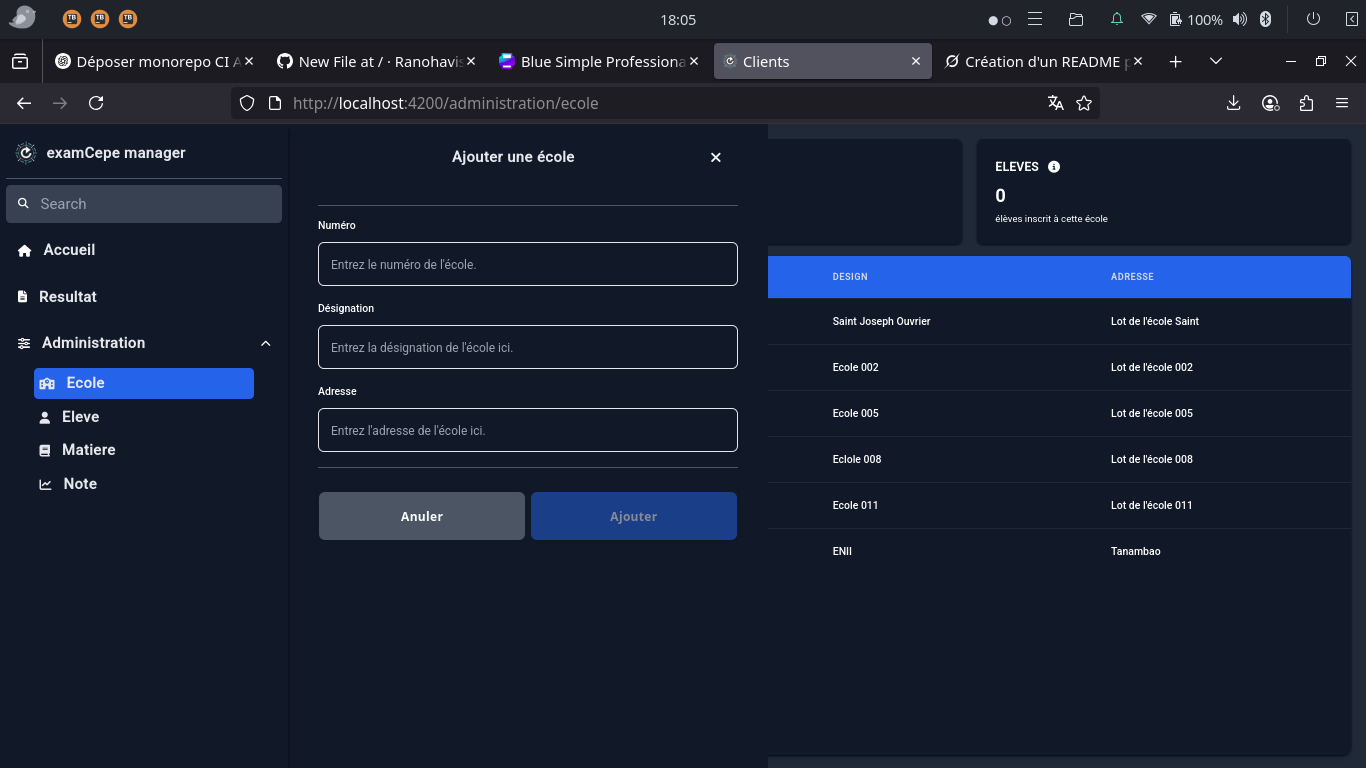 18:05
100%
Déposer monorepo CI A
New File at / · Ranohavis
Blue Simple Professiona
Clients
Création d'un README p
http://localhost:4200/administration/ecole
examCepe manager
Search
Accueil
Resultat
Administration
Ecole
Eleve
Matiere
Note
Ajouter une école
Numéro
Entrez le numéro de l'école.
Désignation
Entrez la désignation de l'école ici.
Adresse
Entrez l'adresse de l'école ici.
Anuler
Ajouter
ELEVES
0
élèves inscrit à cette école
DESIGN ADRESSE
Saint Joseph Ouvrier Lot de l'école Saint
Ecole 002 Lot de l'école 002
Ecole 005 Lot de l'école 005
Eclole 008 Lot de l'école 008
Ecole 011 Lot de l'école 011
ENII Tanambao